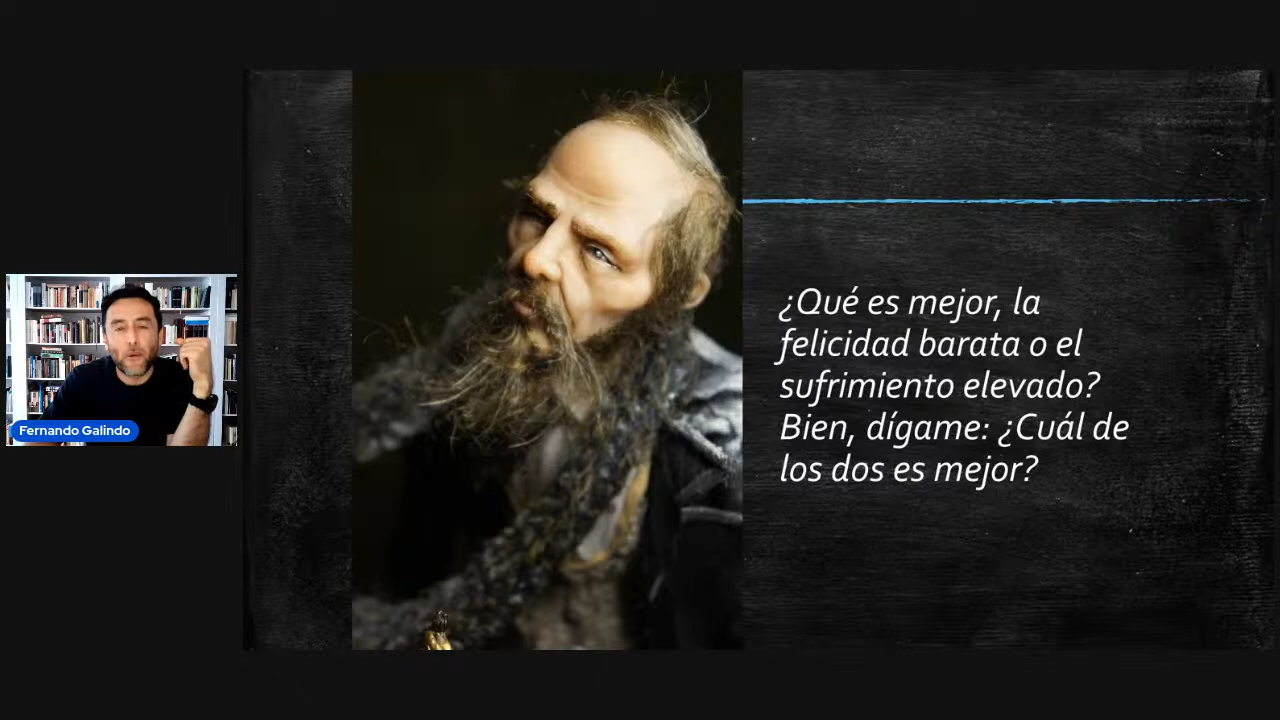 Fernando Galindo
¿Qué es mejor, la
felicidad barata o el
sufrimiento elevado?
Bien, dígame: ¿Cuál de
los dos es mejor?